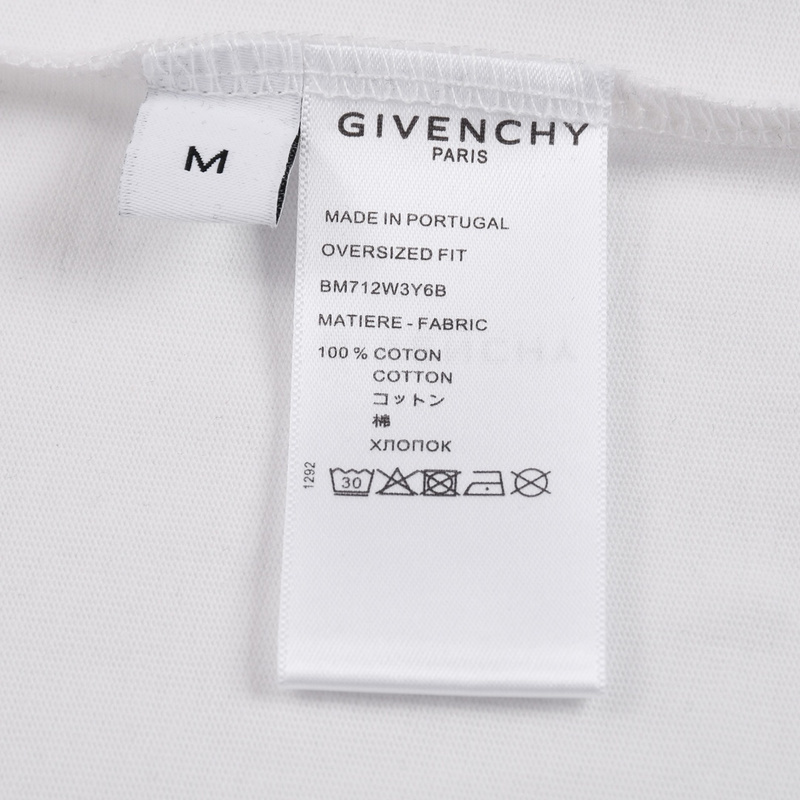 M
GIVENCHY
PARIS
MADE IN PORTUGAL
OVERSIZED FIT
BM712W3Y6B
MATIERE - FABRIC
100 % COTON
COTTON
コットン
棉
ХЛОПОК
1292
30